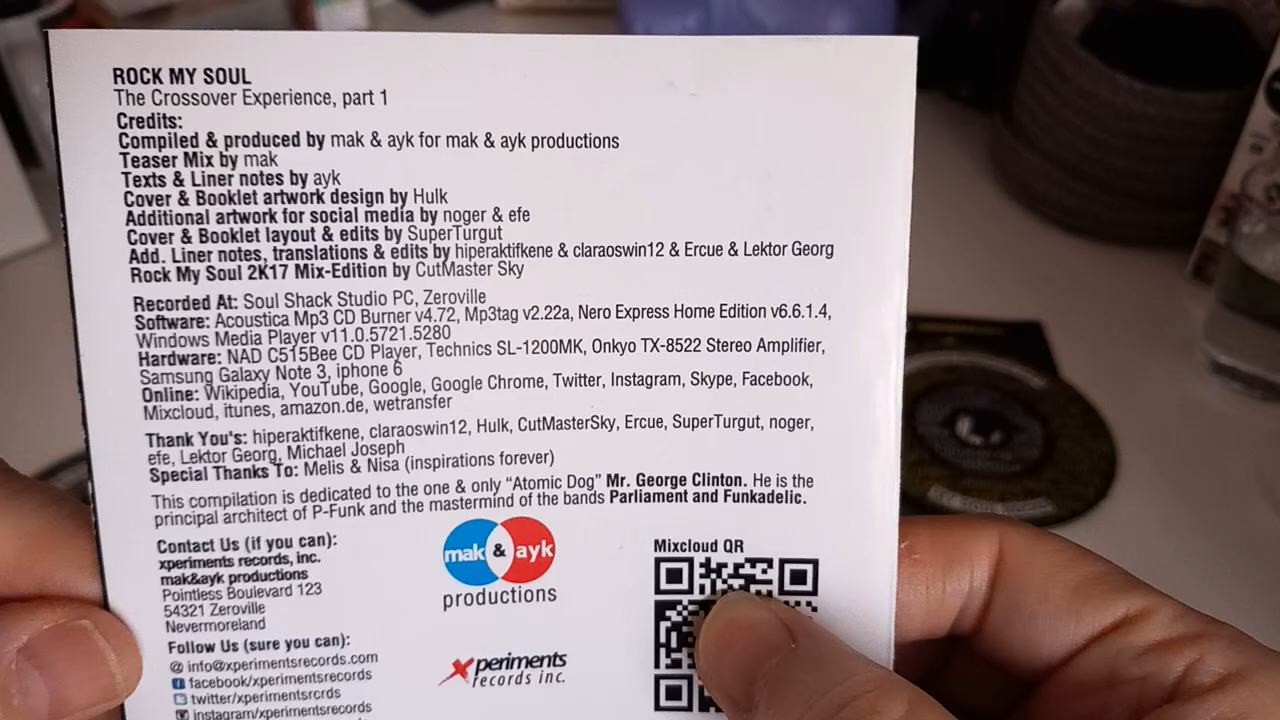 ROCK MY SOUL
The Crossover Experience, part 1
Credits:
Compiled & produced by mak & ayk for mak & ayk productions
Teaser Mix by mak
Texts & Liner notes by ayk
Cover & Booklet artwork design by Hulk
Additional artwork for social media by noger & efe
Cover & Booklet layout & edits by SuperTurgut
Add. Liner notes, translations & edits by hiperaktifkene & claraoswin12 & Ercue & Lektor Georg
Rock My Soul 2K17 Mix-Edition by CutMaster Sky
Recorded At: Soul Shack Studio PC, Zeroville
Software: Acoustica Mp3 CD Burner v4.72, Mp3tag v2.22a, Nero Express Home Edition v6.6.1.4,
Windows Media Player v11.0.5721.5280
Hardware: NAD C515Bee CD Player, Technics SL-1200MK, Onkyo TX-8522 Stereo Amplifier,
Samsung Galaxy Note 3, iphone 6
Online: Wikipedia, YouTube, Google, Google Chrome, Twitter, Instagram, Skype, Facebook,
Mixcloud, itunes, amazon.de, wetransfer
Thank You's: hiperaktifkene, claraoswin12, Hulk, CutMasterSky, Ercue, SuperTurgut, noger,
efe, Lektor Georg, Michael Joseph
Special Thanks To: Melis & Nisa (inspirations forever)
This compilation is dedicated to the one & only “Atomic Dog” Mr. George Clinton. He is the
principal architect of P-Funk and the mastermind of the bands Parliament and Funkadelic.
Contact Us (if you can):
xperiments records, inc.
mak&ayk productions
Pointless Boulevard 123
54321 Zeroville
Nevermoreland
Follow Us (sure you can):
@ info@xperimentsrecords.com
facebook/xperimentsrecords
twitter/xperimentsrcrds
instagram/xperimentsrecords
mak & ayk
productions
xperiments
records inc.
Mixcloud QR